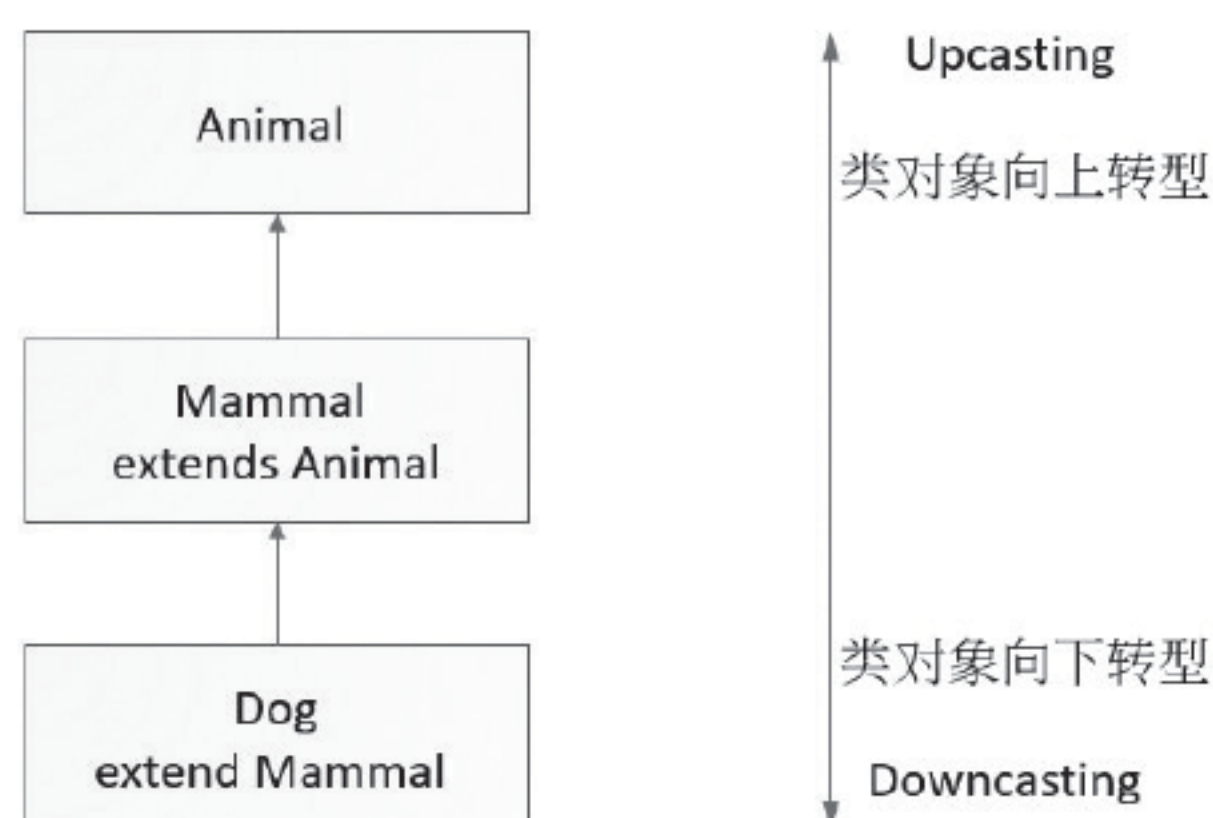 Animal
Mammal
extends Animal
Dog
extend Mammal
Upcasting
类对象向上转型
类对象向下转型
Downcasting